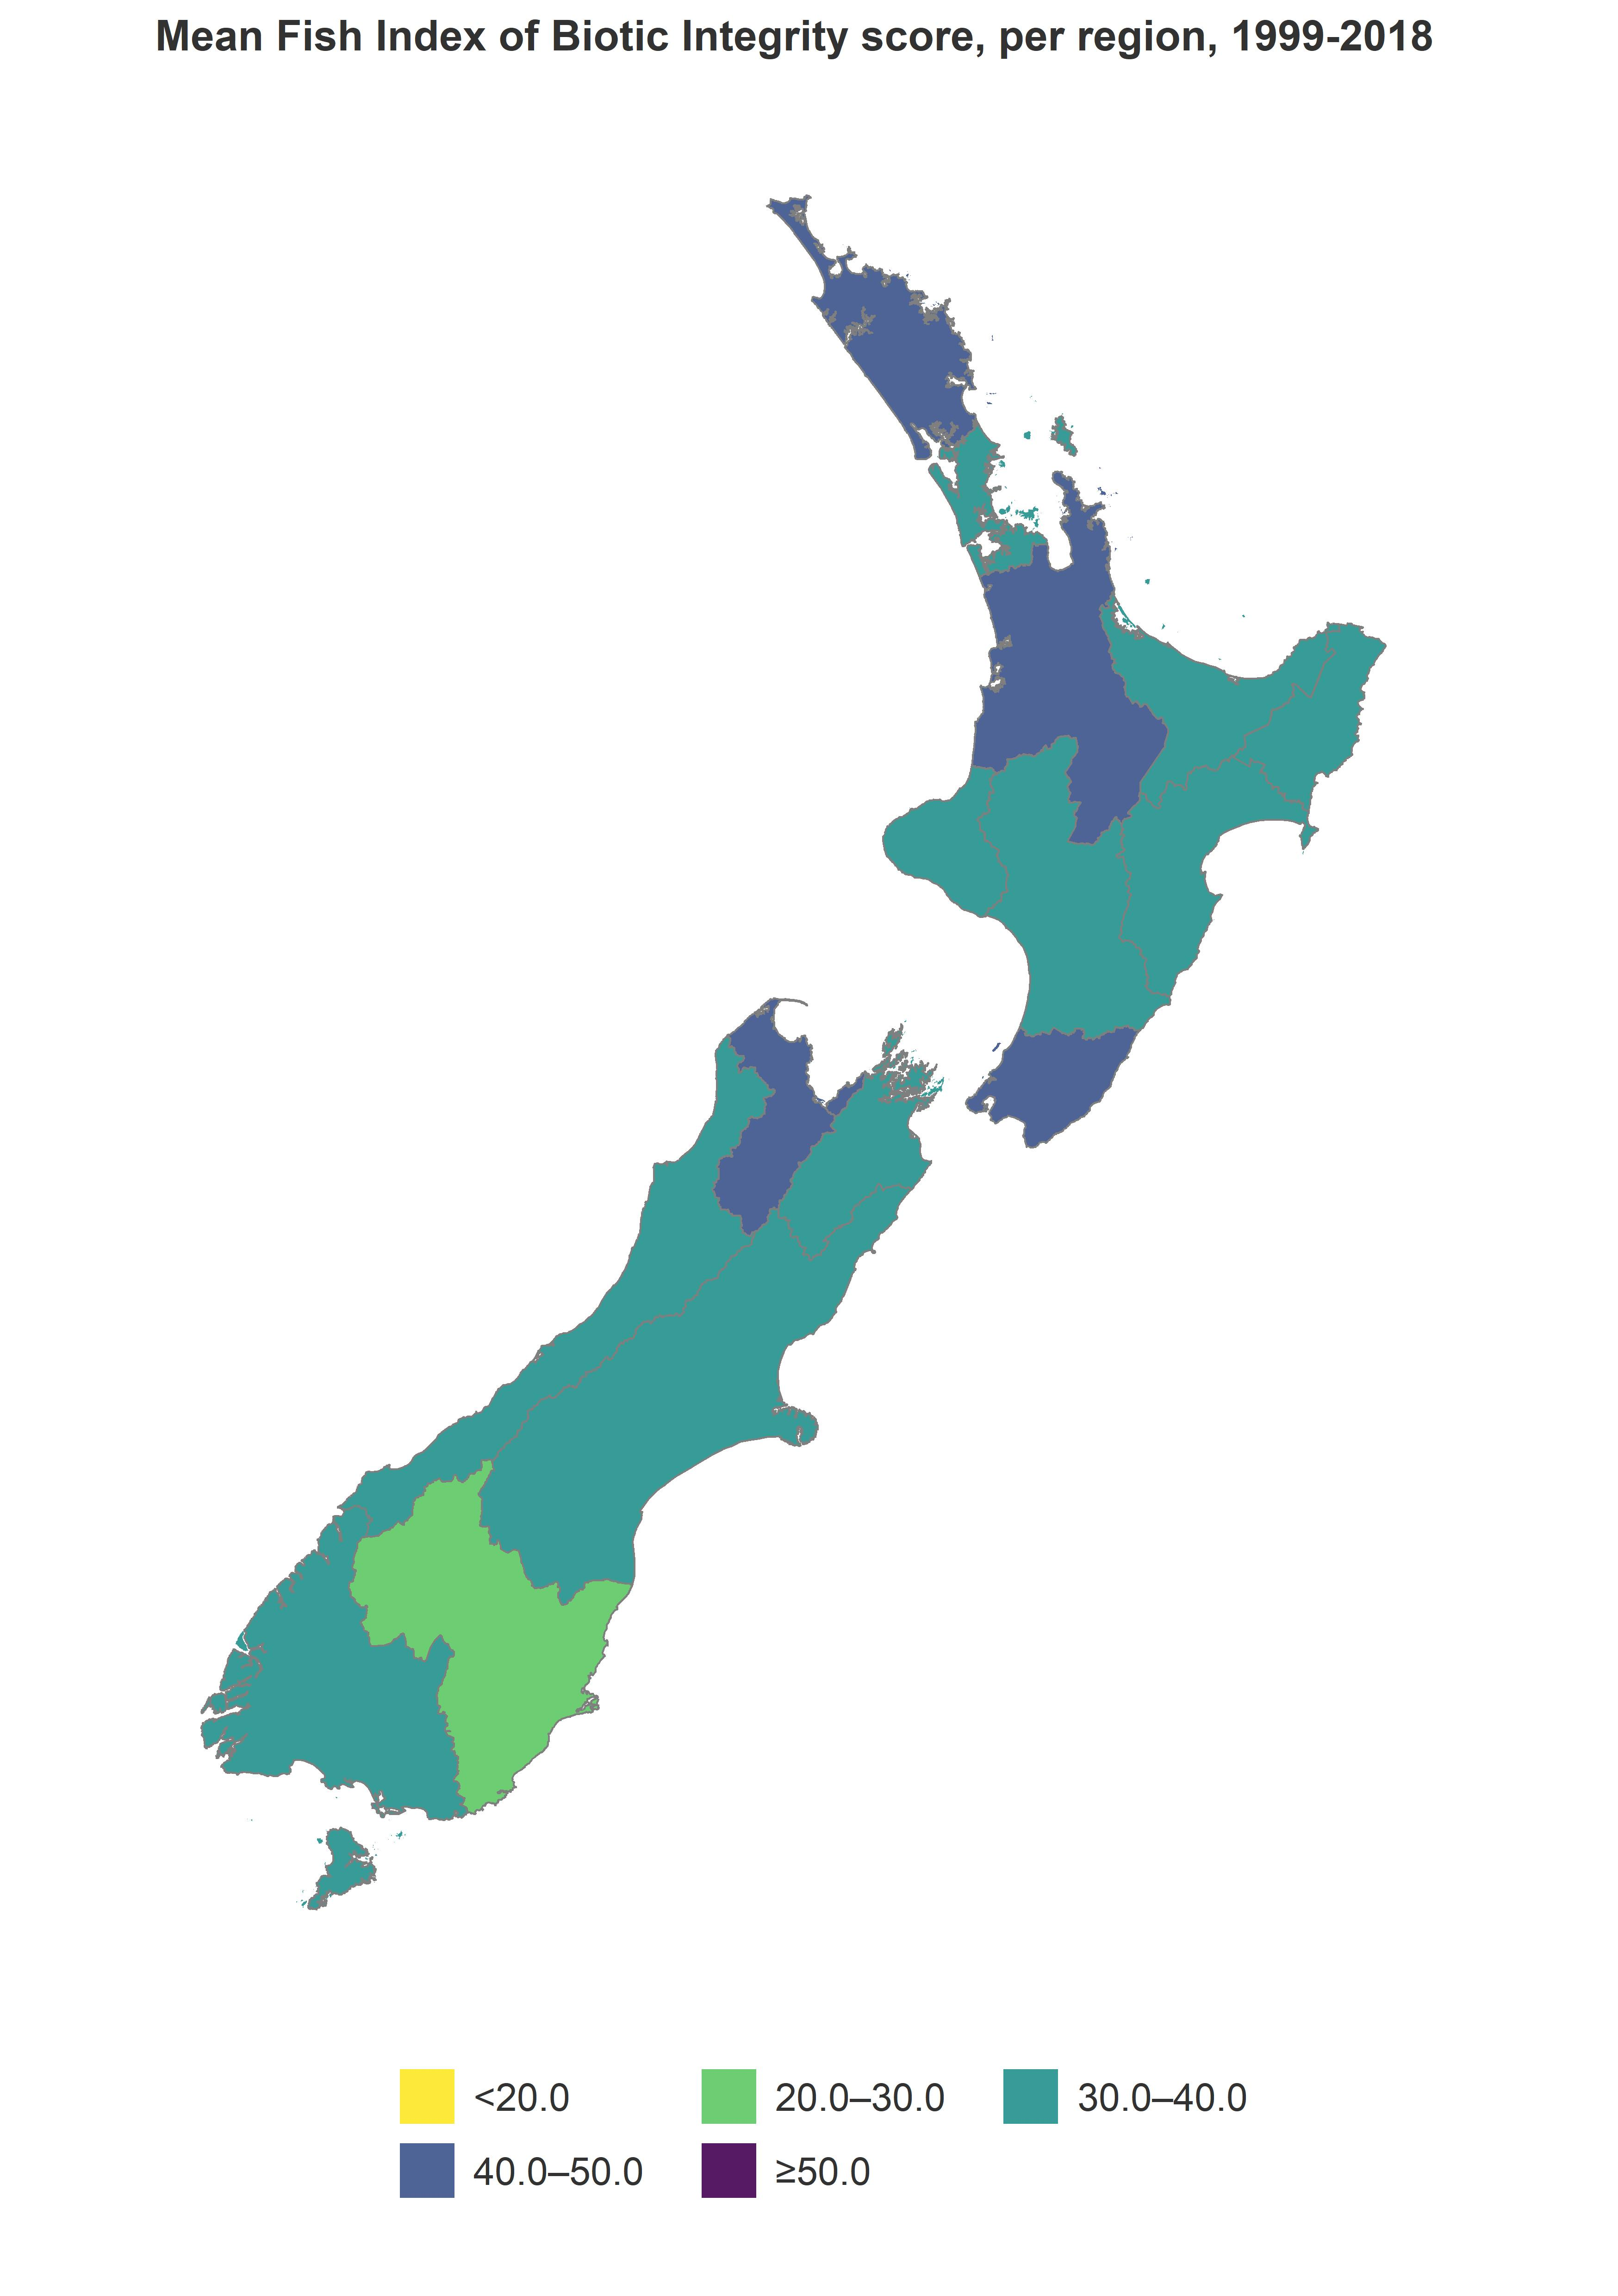 Mean Fish Index of Biotic Integrity score, per region, 1999-2018
<20.0 20.0–30.0 30.0–40.0
40.0–50.0 ≥50.0